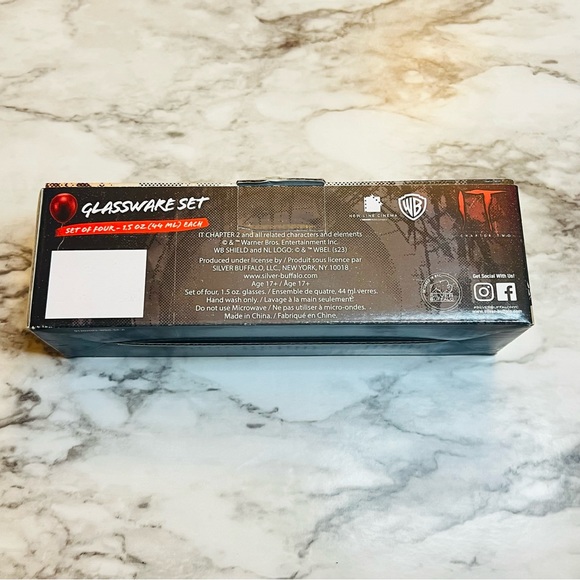 GLASSWARE SET
SET OF FOUR - 1.5 OZ (44 ML) EACH
IT CHAPTER 2 and all related characters and elements
© & ™ Warner Bros. Entertainment Inc.
WB SHIELD and NL LOGO: © & ™ WBEI. (s23)
Produced under license by / Produit sous licence par
SILVER BUFFALO, LLC., NEW YORK, NY. 10018
www.silver-buffalo.com
Age 17+ / Âge 17+
Set of four, 1.5 oz. glasses. / Ensemble de quatre, 44 ml verres.
Hand wash only. / Lavage à la main seulement!
Do not use Microwave / Ne pas utiliser à micro-ondes.
Made in China. / Fabriqué en Chine.
NEW LINE CINEMA
WB
IT
CHAPTER TWO
Get Social With Us!